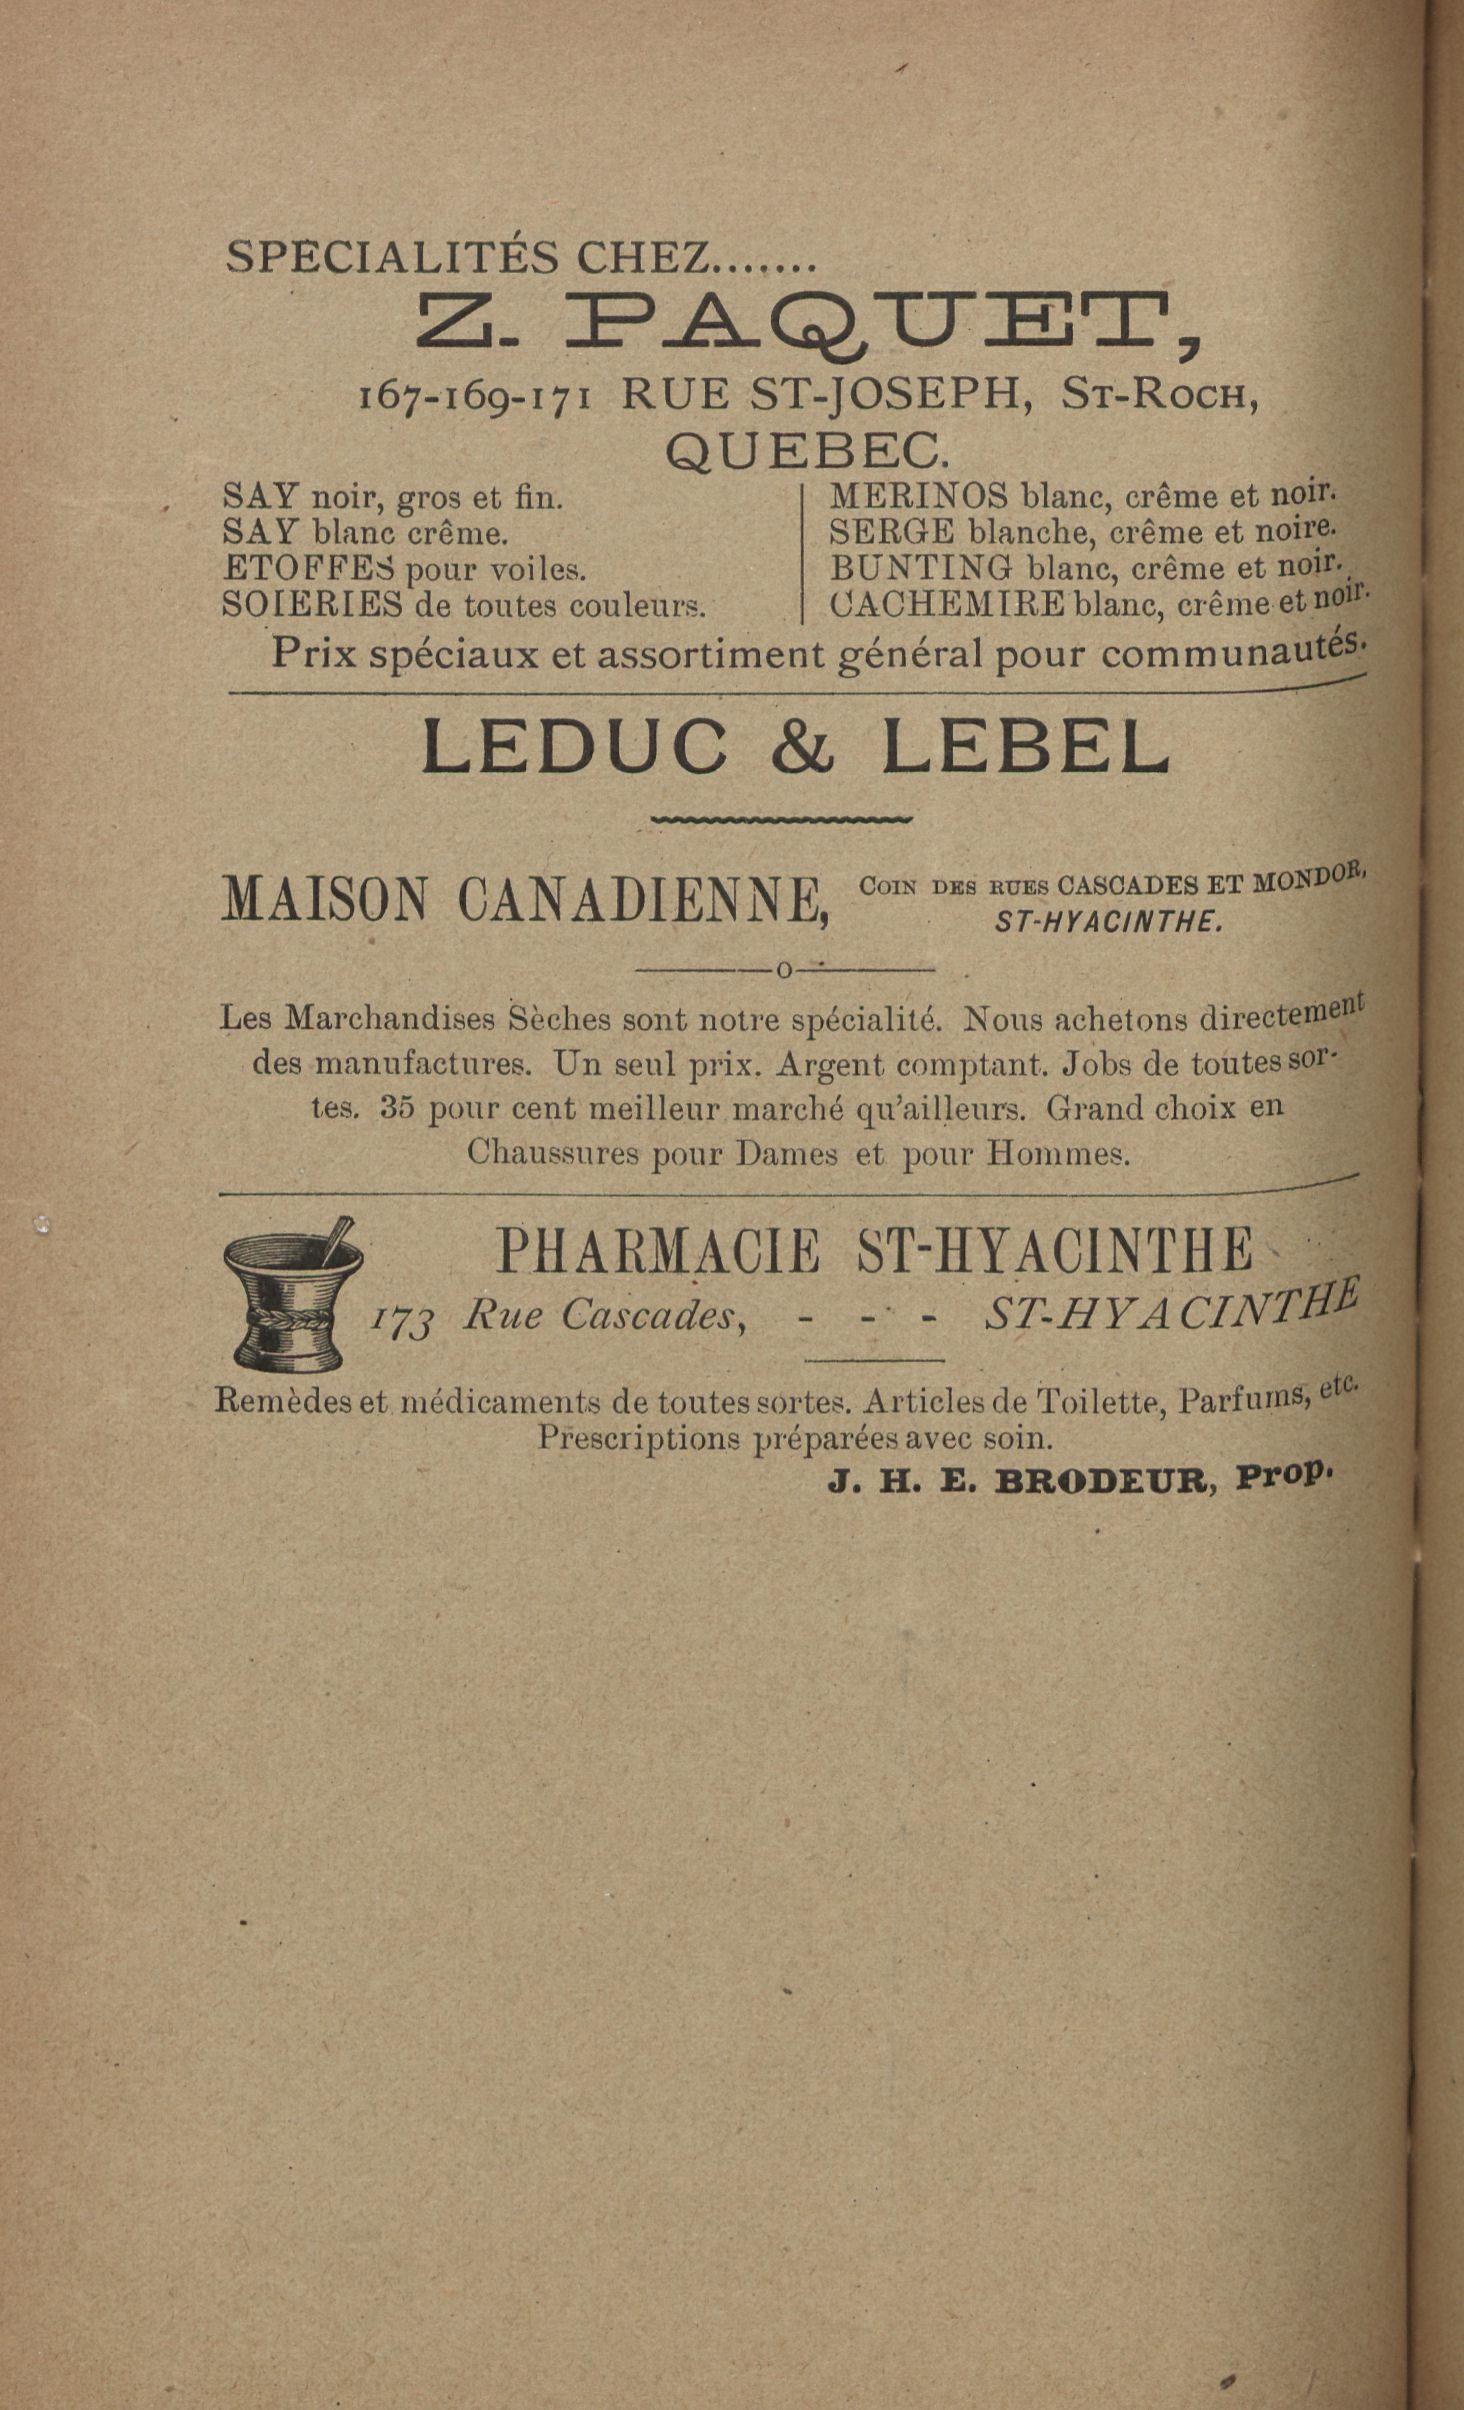 SPECIALITÉS CHEZ.......
Z. PAQUET,
167-169-171 RUE ST-JOSEPH, ST-ROCH,
QUEBEC.
SAY noir, gros et fin.
SAY blanc crême.
ETOFFES pour voiles.
SOIERIES de toutes couleurs.
MERINOS blanc, crême et noir.
SERGE blanche, crême et noire.
BUNTING blanc, crême et noir.
CACHEMIRE blanc, crême et noir.
Prix spéciaux et assortiment général pour communautés.
LEDUC & LEBEL
MAISON CANADIENNE, COIN DES RUES CASCADES ET MONDOR,
ST-HYACINTHE.
Les Marchandises Sèches sont notre spécialité. Nous achetons directement
des manufactures. Un seul prix. Argent comptant. Jobs de toutes sor-
tes. 35 pour cent meilleur marché qu'ailleurs. Grand choix en
Chaussures pour Dames et pour Hommes.
PHARMACIE ST-HYACINTHE
173 Rue Cascades, - - - ST-HYACINTHE
Remèdes et médicaments de toutes sortes. Articles de Toilette, Parfums, etc.
Prescriptions préparées avec soin.
J. H. E. BRODEUR, Prop.